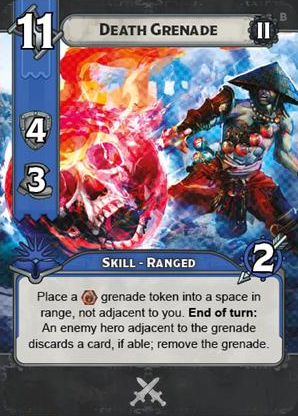 11
DEATH GRENADE
II
B
4
3
SKILL - RANGED
2
Place a grenade token into a space in
range, not adjacent to you. End of turn:
An enemy hero adjacent to the grenade
discards a card, if able; remove the grenade.